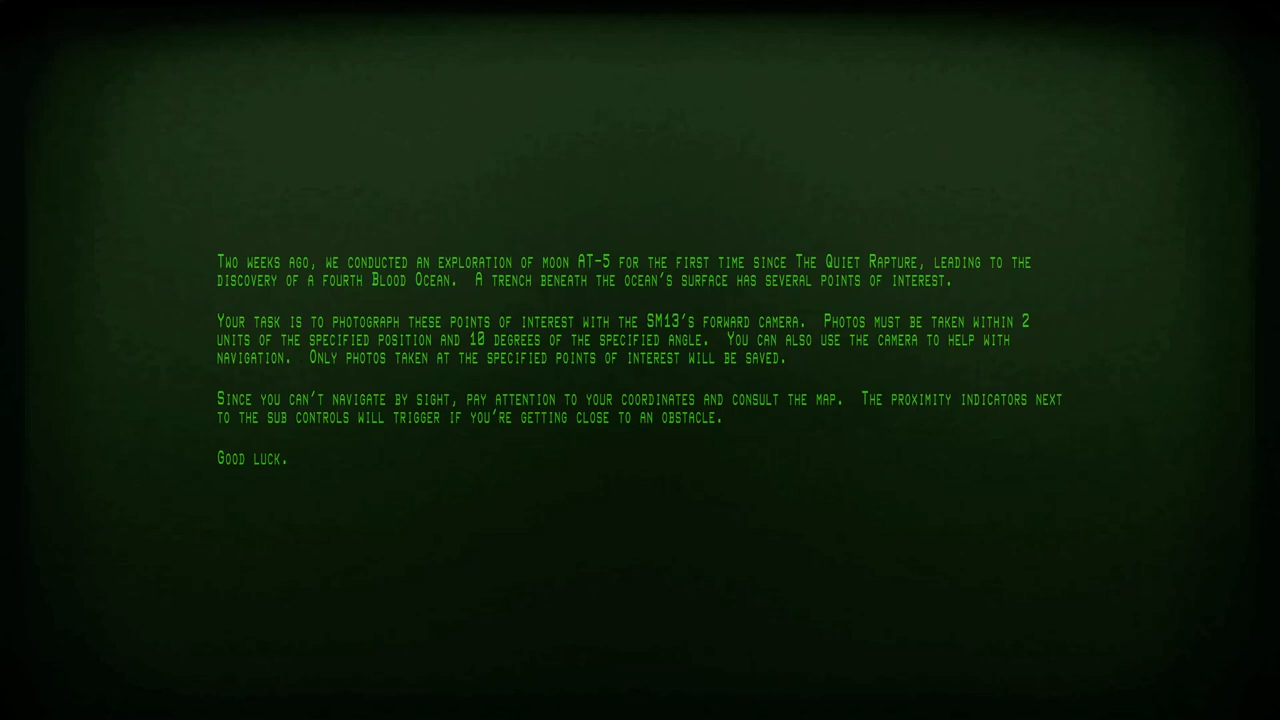 Two weeks ago, we conducted an exploration of moon AT-5 for the first time since The Quiet Rapture, leading to the
discovery of a fourth Blood Ocean.  A trench beneath the ocean's surface has several points of interest.
Your task is to photograph these points of interest with the SM13's forward camera.  Photos must be taken within 2
units of the specified position and 10 degrees of the specified angle.  You can also use the camera to help with
navigation.  Only photos taken at the specified points of interest will be saved.
Since you can't navigate by sight, pay attention to your coordinates and consult the map.  The proximity indicators next
to the sub controls will trigger if you're getting close to an obstacle.
Good luck.